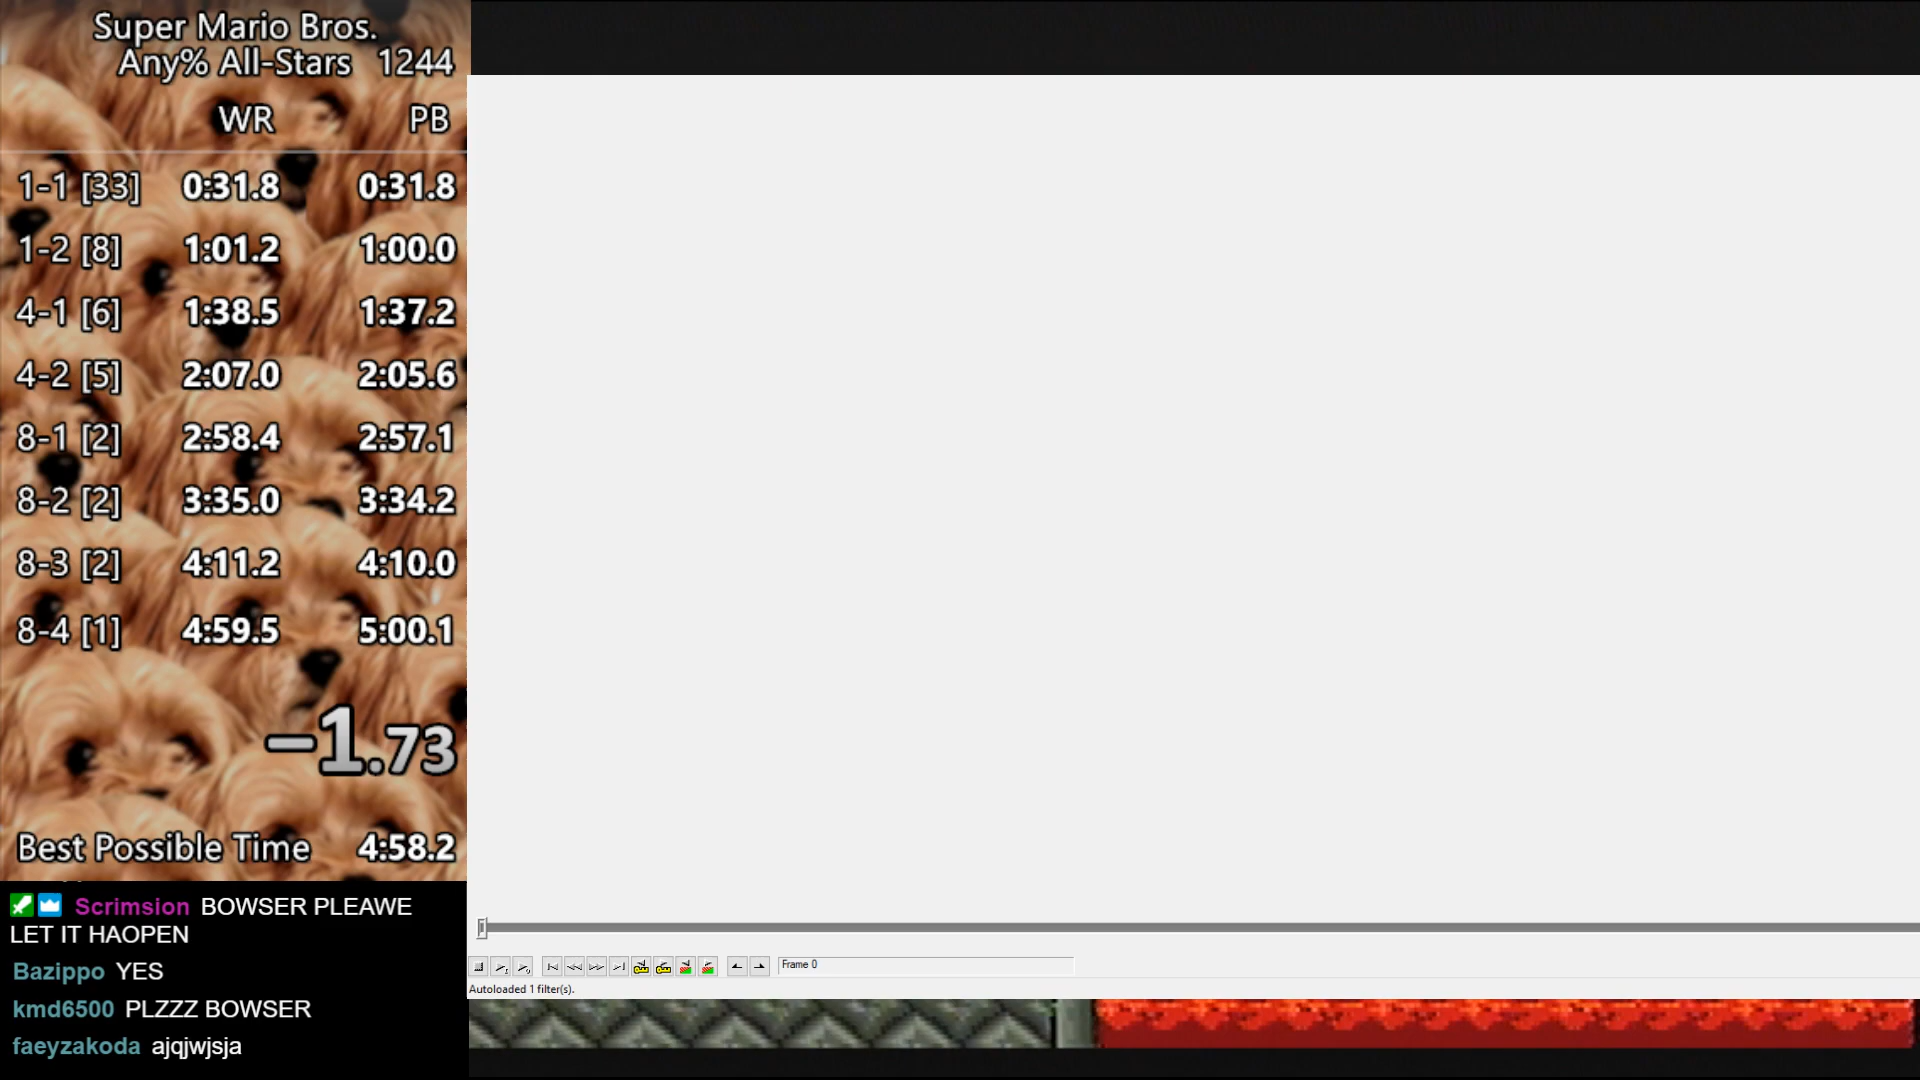 Super Mario Bros.
Any% All-Stars 1244
WR PB
1-1 [33] 0:31.8 0:31.8
1-2 [8] 1:01.2 1:00.0
4-1 [6] 1:38.5 1:37.2
4-2 [5] 2:07.0 2:05.6
8-1 [2] 2:58.4 2:57.1
8-2 [2] 3:35.0 3:34.2
8-3 [2] 4:11.2 4:10.0
8-4 [1] 4:59.5 5:00.1
−1.73
Best Possible Time 4:58.2
Scrimsion BOWSER PLEAWE
LET IT HAOPEN
Bazippo YES
kmd6500 PLZZZ BOWSER
faeyzakoda ajqjwjsja
Frame 0
Autoloaded 1 filter(s).